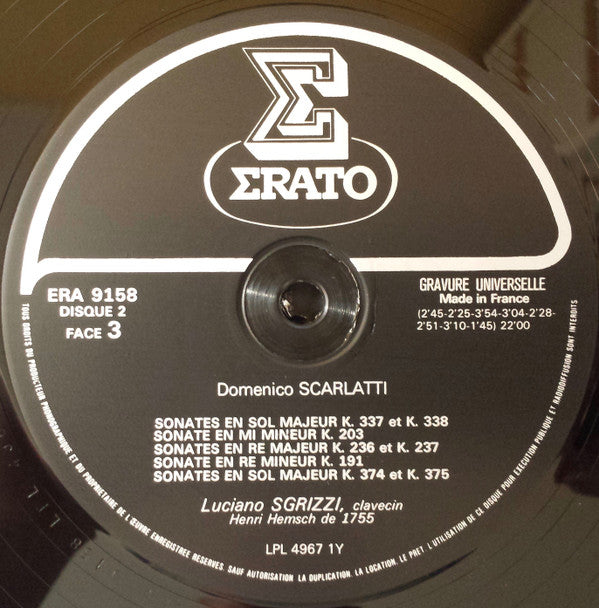 Σ
ΣRATO
ERA 9158
DISQUE 2
FACE 3
GRAVURE UNIVERSELLE
Made in France
(2'45-2'25-3'54-3'04-2'28-
2'51-3'10-1'45) 22'00
Domenico SCARLATTI
SONATES EN SOL MAJEUR K. 337 et K. 338
SONATE EN MI MINEUR K. 203
SONATES EN RE MAJEUR K. 236 et K. 237
SONATE EN RE MINEUR K. 191
SONATES EN SOL MAJEUR K. 374 et K. 375
Luciano SGRIZZI, clavecin
Henri Hemsch de 1755
LPL 4967 1Y
TOUS DROITS DU PRODUCTEUR PHONOGRAPHIQUE ET DU PROPRIETAIRE DE L'ŒUVRE ENREGISTREE RESERVES. SAUF AUTORISATION, LA DUPLICATION, LA LOCATION, LE PRET, L'UTILISATION DE CE DISQUE POUR EXECUTION PUBLIQUE ET RADIODIFFUSION SONT INTERDITS